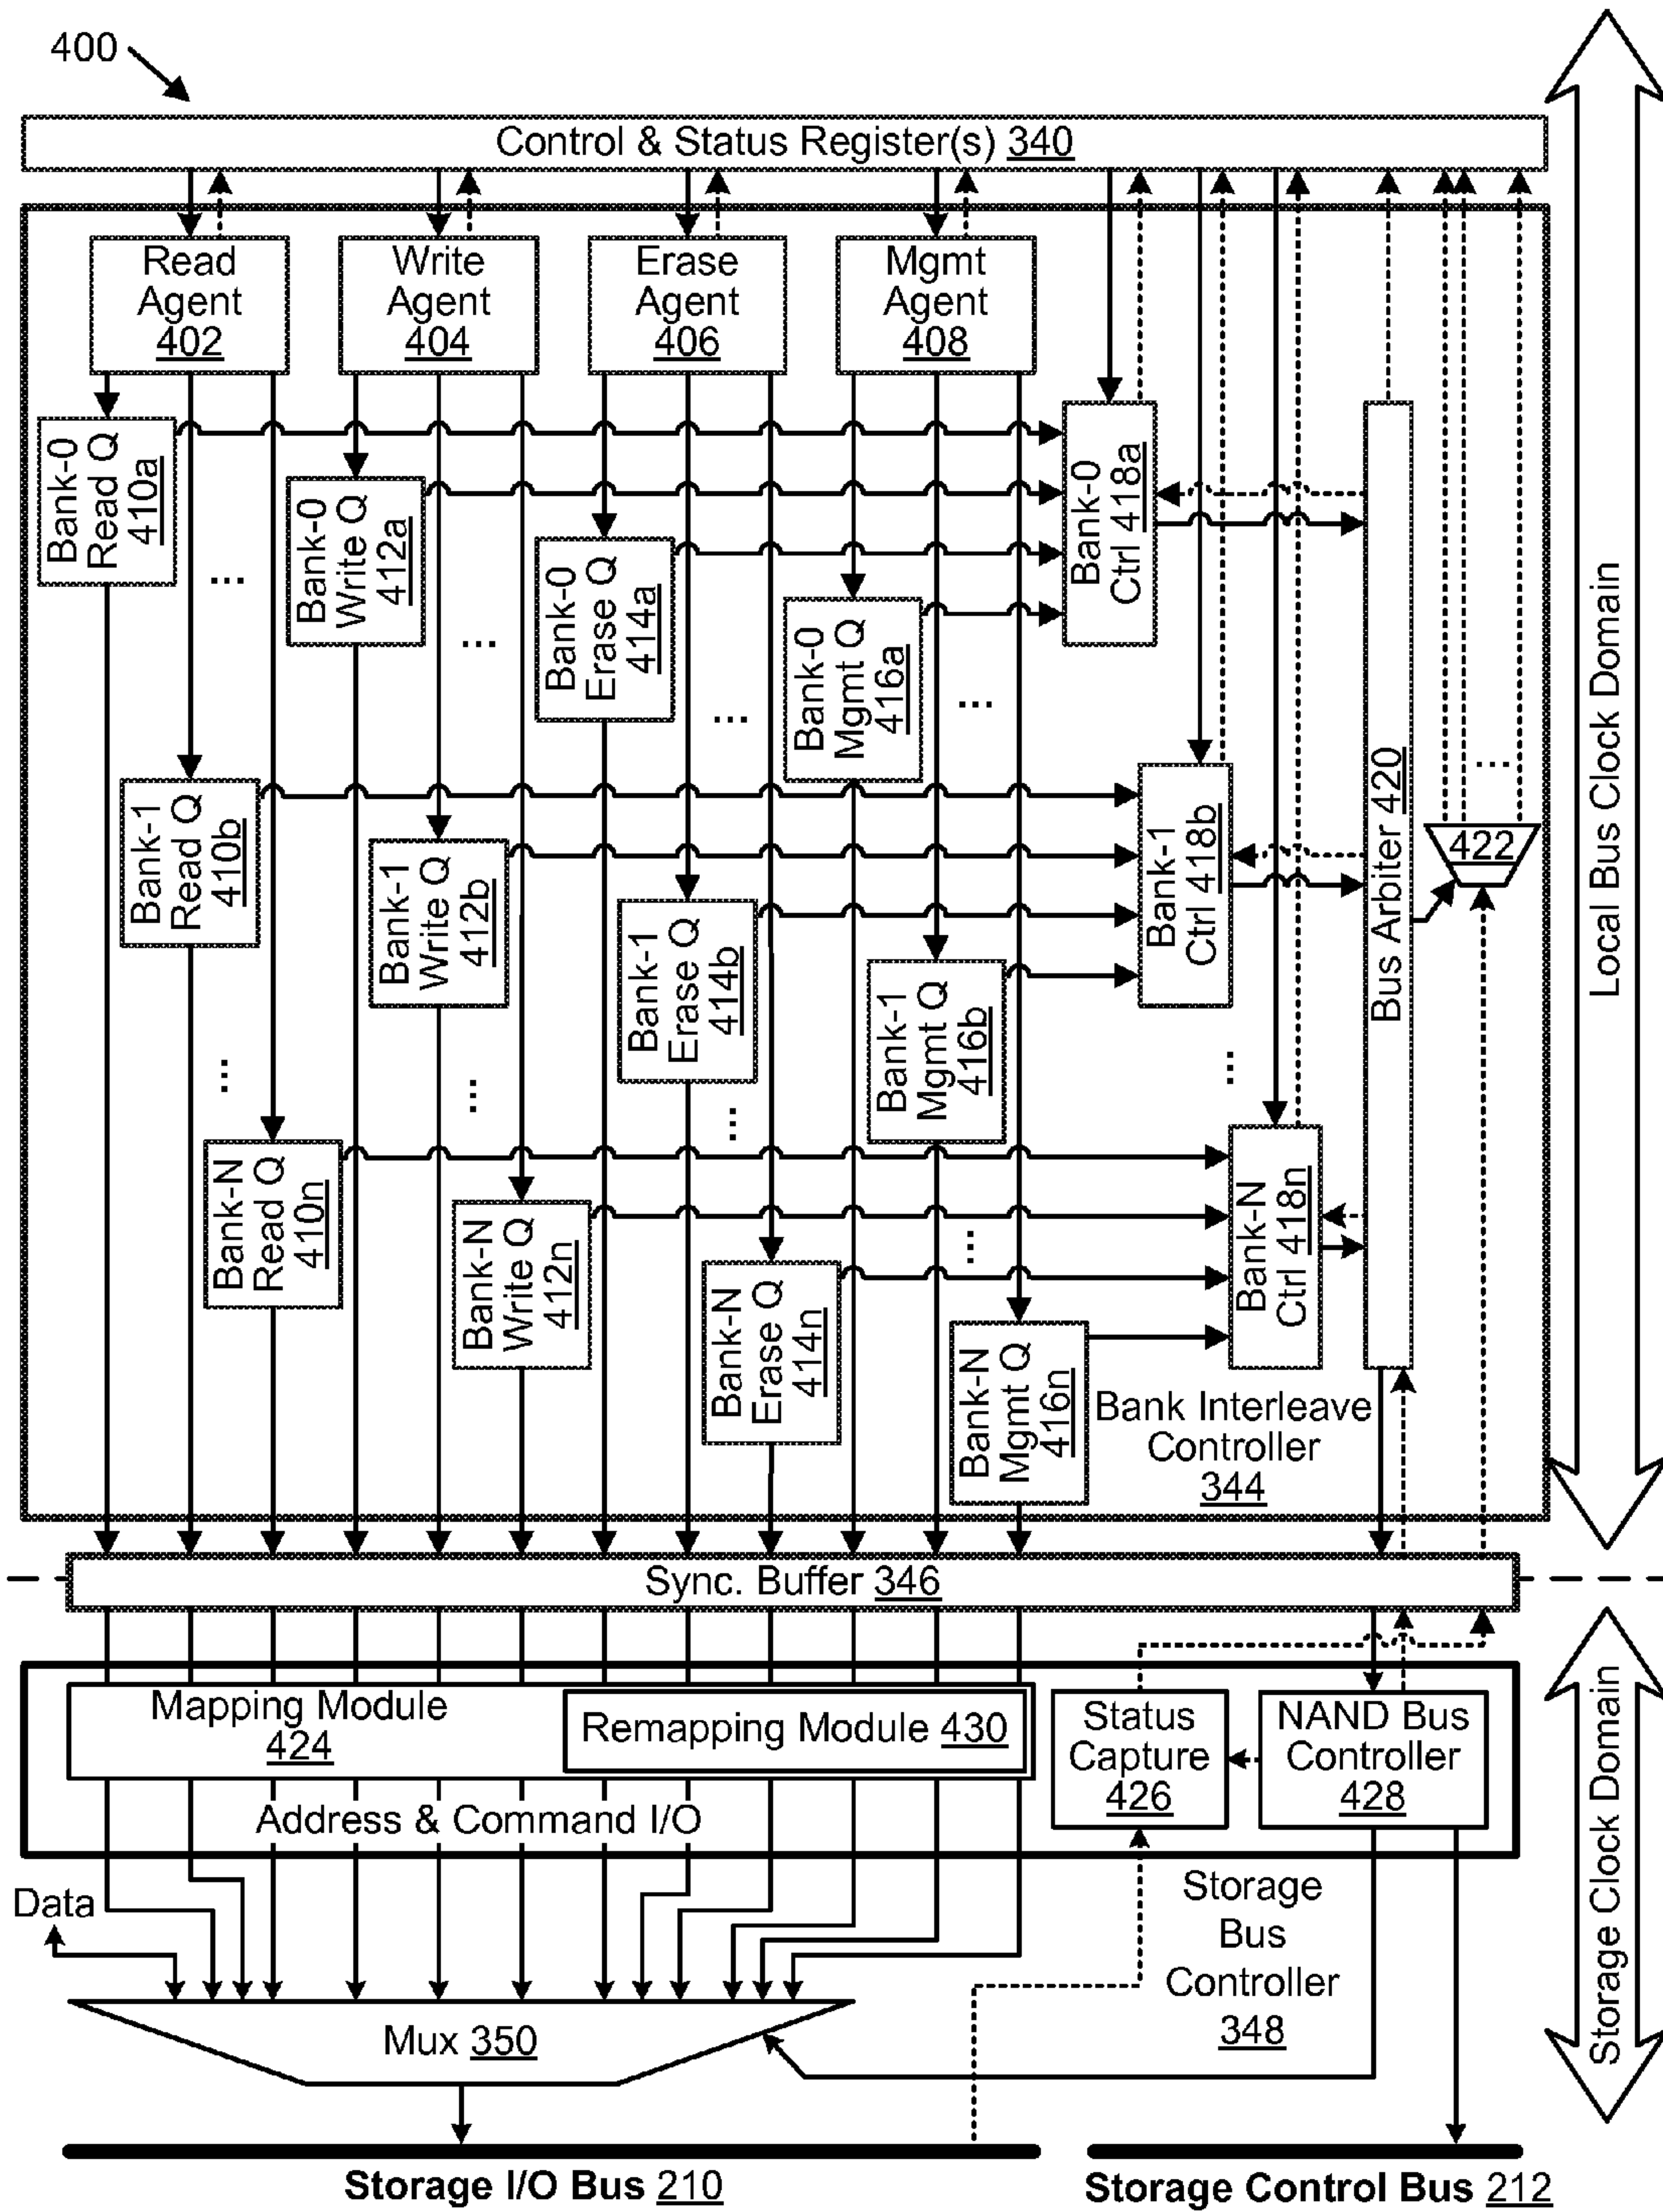 400
Control & Status Register(s) 340
Read
Agent
402
Write
Agent
404
Erase
Agent
406
Mgmt
Agent
408
Bank-0
Read Q
410a
...
Bank-0
Write Q
412a
...
Bank-0
Erase Q
414a
...
Bank-0
Mgmt Q
416a
...
Bank-0
Ctrl 418a
Bank-1
Read Q
410b
...
Bank-1
Write Q
412b
...
Bank-1
Erase Q
414b
...
Bank-1
Mgmt Q
416b
...
Bank-1
Ctrl 418b
...
Bus Arbiter 420
...
422
Bank-N
Read Q
410n
Bank-N
Write Q
412n
Bank-N
Erase Q
414n
Bank-N
Mgmt Q
416n
Bank-N
Ctrl 418n
Bank Interleave
Controller
344
Local Bus Clock Domain
Sync. Buffer 346
Mapping Module
424
Remapping Module 430
Status
Capture
426
NAND Bus
Controller
428
Address & Command I/O
Data
Storage
Bus
Controller
348
Storage Clock Domain
Mux 350
Storage I/O Bus 210
Storage Control Bus 212